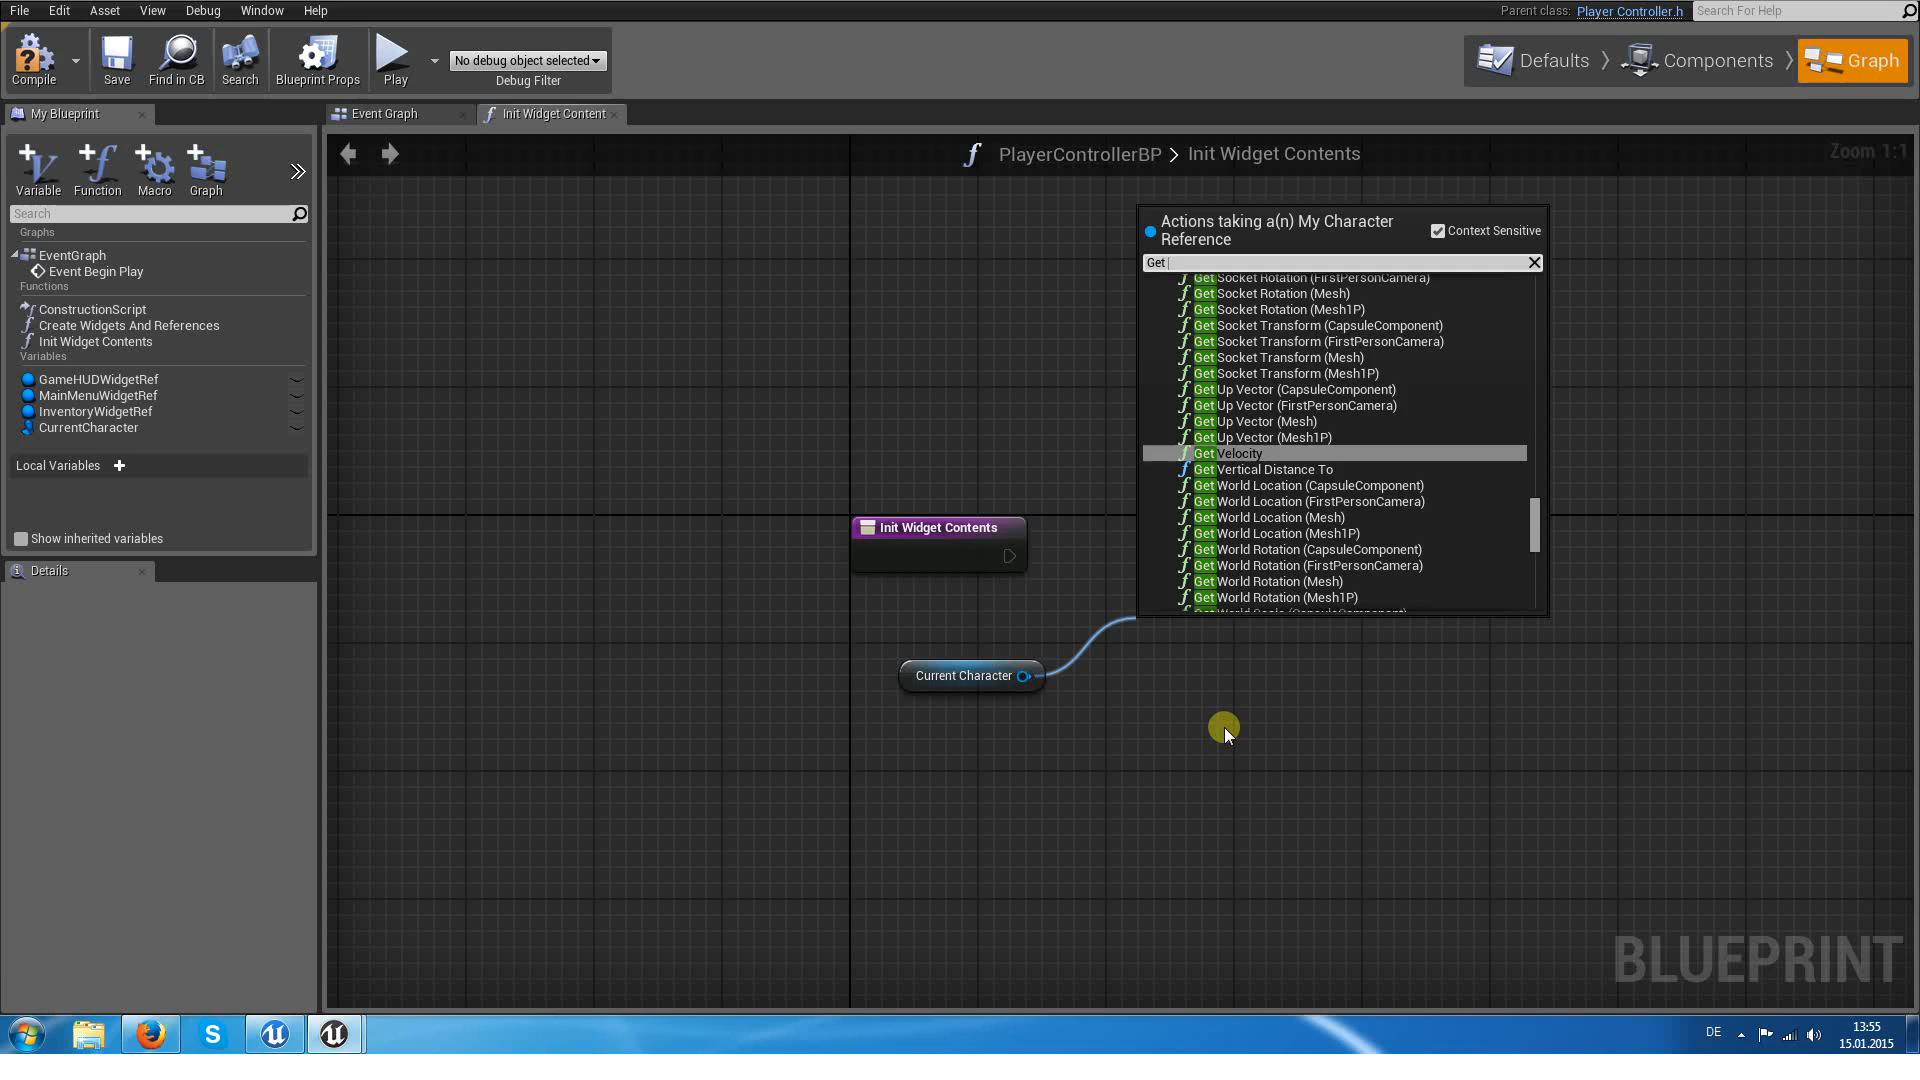 File Edit Asset View Debug Window Help
Parent class: Player Controller.h Search For Help
Compile Save Find in CB Search Blueprint Props Play
No debug object selected
Debug Filter
Defaults Components Graph
My Blueprint
Event Graph
Init Widget Content
Variable Function Macro Graph
PlayerControllerBP > Init Widget Contents
Zoom 1:1
Search
Graphs
EventGraph
Event Begin Play
Functions
ConstructionScript
Create Widgets And References
Init Widget Contents
Variables
GameHUDWidgetRef
MainMenuWidgetRef
InventoryWidgetRef
CurrentCharacter
Local Variables
Show inherited variables
Details
Actions taking a(n) My Character
Reference
Context Sensitive
Get
Get Socket Rotation (FirstPersonCamera)
Get Socket Rotation (Mesh)
Get Socket Rotation (Mesh1P)
Get Socket Transform (CapsuleComponent)
Get Socket Transform (FirstPersonCamera)
Get Socket Transform (Mesh)
Get Socket Transform (Mesh1P)
Get Up Vector (CapsuleComponent)
Get Up Vector (FirstPersonCamera)
Get Up Vector (Mesh)
Get Up Vector (Mesh1P)
Get Velocity
Get Vertical Distance To
Get World Location (CapsuleComponent)
Get World Location (FirstPersonCamera)
Get World Location (Mesh)
Get World Location (Mesh1P)
Get World Rotation (CapsuleComponent)
Get World Rotation (FirstPersonCamera)
Get World Rotation (Mesh)
Get World Rotation (Mesh1P)
Get World Scale (CapsuleComponent)
Init Widget Contents
Current Character
BLUEPRINT
DE
13:55
15.01.2015